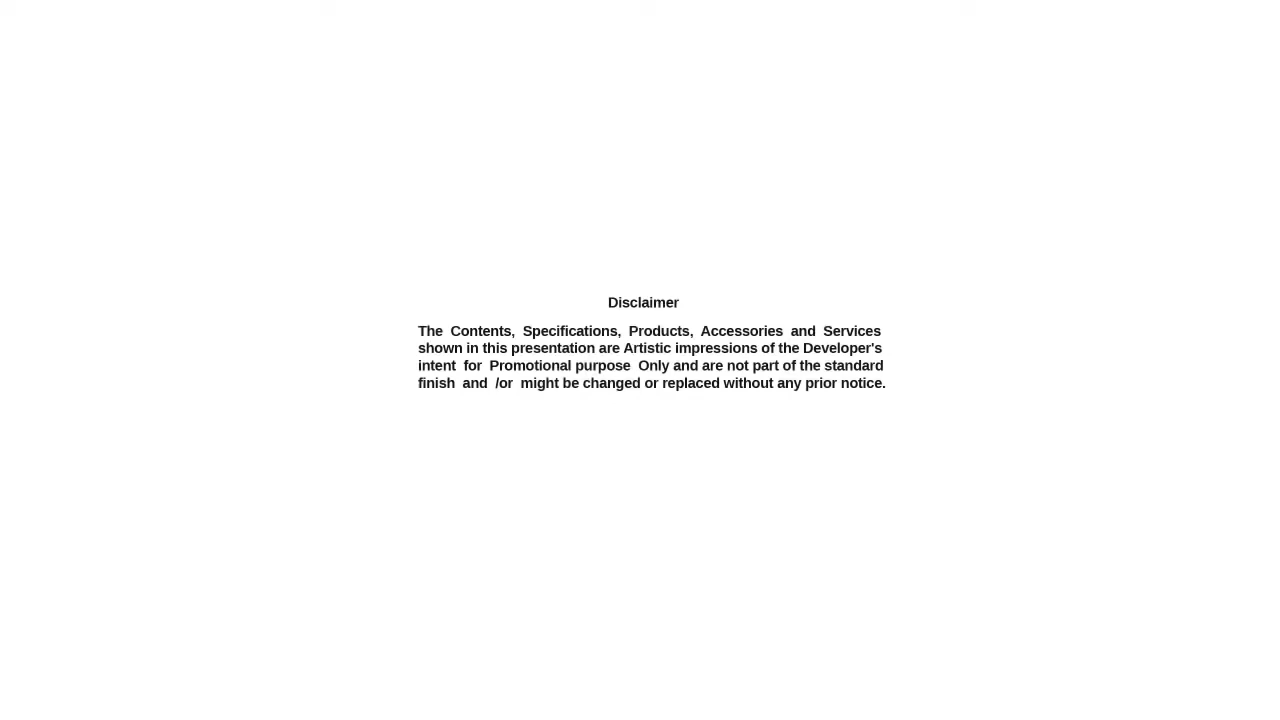 Disclaimer
The Contents, Specifications, Products, Accessories and Services
shown in this presentation are Artistic impressions of the Developer's
intent for Promotional purpose Only and are not part of the standard
finish and /or might be changed or replaced without any prior notice.